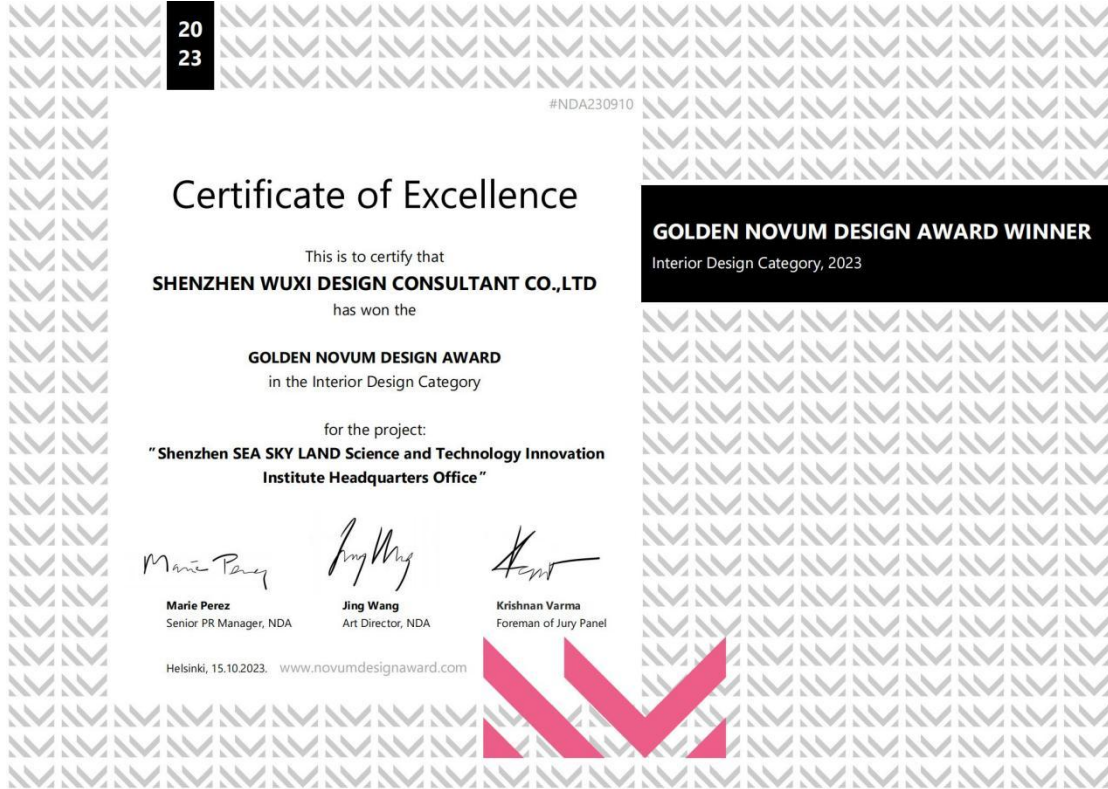 20
23
#NDA230910
Certificate of Excellence
This is to certify that
SHENZHEN WUXI DESIGN CONSULTANT CO.,LTD
has won the
GOLDEN NOVUM DESIGN AWARD
in the Interior Design Category
for the project:
"Shenzhen SEA SKY LAND Science and Technology Innovation
Institute Headquarters Office"
Marie Perez
Marie Perez
Senior PR Manager, NDA
Jing Wang
Art Director, NDA
Krishnan Varma
Foreman of Jury Panel
Helsinki, 15.10.2023. www.novumdesignaward.com
GOLDEN NOVUM DESIGN AWARD WINNER
Interior Design Category, 2023